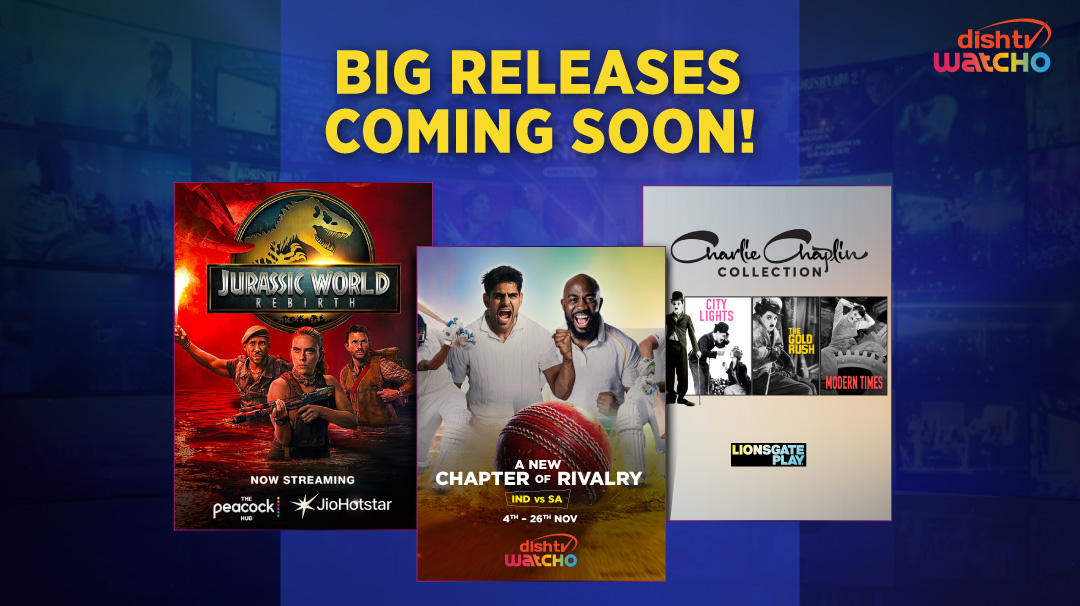 BIG RELEASES
COMING SOON!
dishtv
WATCHO
JURASSIC WORLD
REBIRTH
NOW STREAMING
THE
peacock
HUB
JioHotstar
A NEW
CHAPTER OF RIVALRY
IND vs SA
4TH – 26TH NOV
dishtv
WATCHO
Charlie Chaplin
COLLECTION
CITY
LIGHTS
THE
GOLD
RUSH
MODERN TIMES
LIONSGATE
PLAY